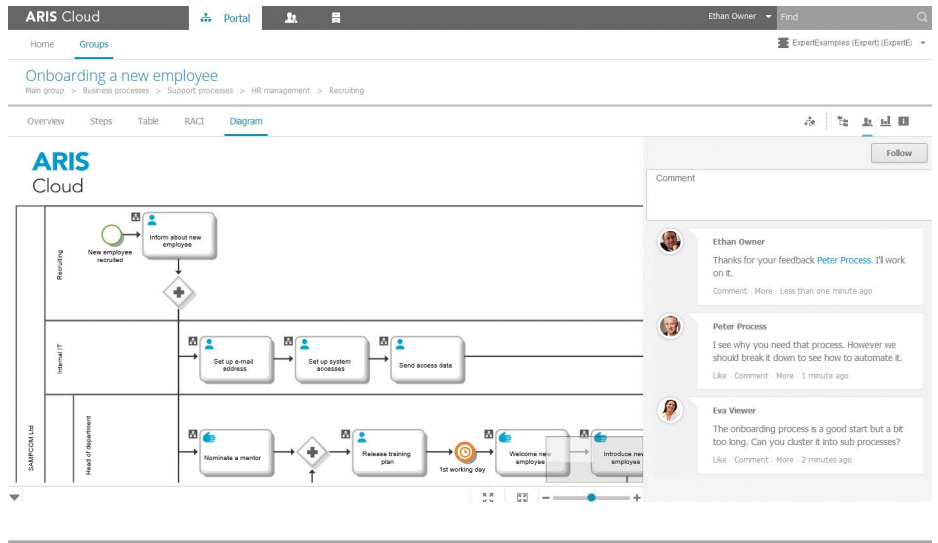 ARIS Cloud
Portal
Ethan Owner
Find
Home
Groups
ExpertExamples (Expert) (ExpertE:
Onboarding a new employee
Main group > Business processes > Support processes > HR management > Recruiting
Overview
Steps
Table
RACI
Diagram
ARIS
Cloud
SAMPCOM Ltd
Recruiting
New employee
recruited
Inform about new
employee
Internal IT
Set up e-mail
address
Set up system
accesses
Send access data
Head of department
Nominate a mentor
Release training
plan
1st working day
Welcome new
employee
Introduce new
employee
Follow
Comment
Ethan Owner
Thanks for your feedback Peter Process. I'll work
on it.
Comment · More · Less than one minute ago
Peter Process
I see why you need that process. However we
should break it down to see how to automate it.
Like · Comment · More · 1 minute ago
Eva Viewer
The onboarding process is a good start but a bit
too long. Can you cluster it into sub processes?
Like · Comment · More · 2 minutes ago